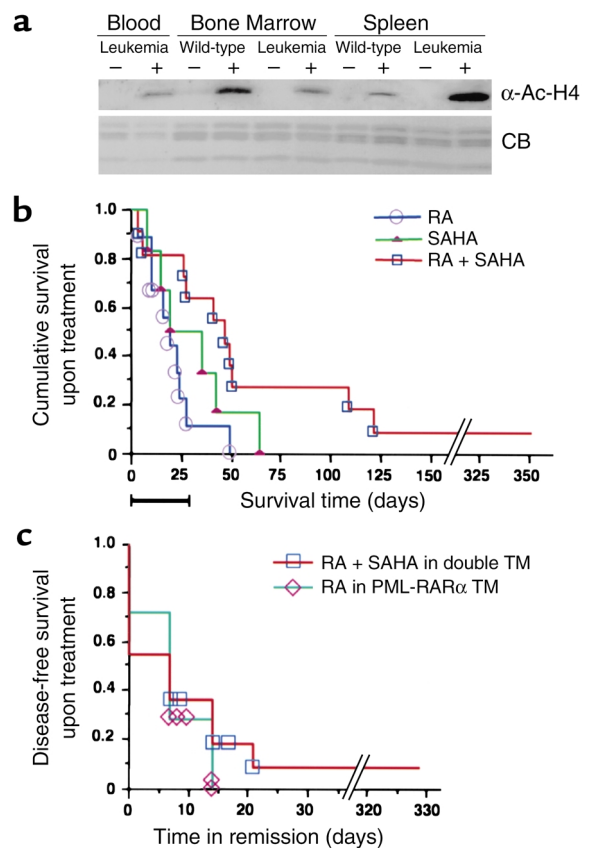 a
Blood Bone Marrow Spleen
Leukemia Wild-type Leukemia Wild-type Leukemia
− + − + − + − + − +
α-Ac-H4
CB
b
Cumulative survival
upon treatment
1.0
0.8
0.6
0.4
0.2
0
RA
SAHA
RA + SAHA
0 25 50 75 100 125 150 325 350
Survival time (days)
c
Disease-free survival
upon treatment
1.0
0.8
0.6
0.4
0.2
0
RA + SAHA in double TM
RA in PML-RARα TM
0 10 20 30 320 330
Time in remission (days)